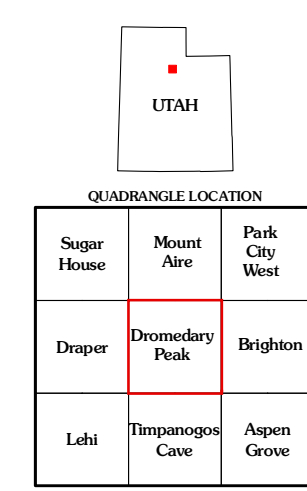 UTAH
QUADRANGLE LOCATION
Sugar
House
Mount
Aire
Park
City
West
Draper
Dromedary
Peak
Brighton
Lehi
Timpanogos
Cave
Aspen
Grove